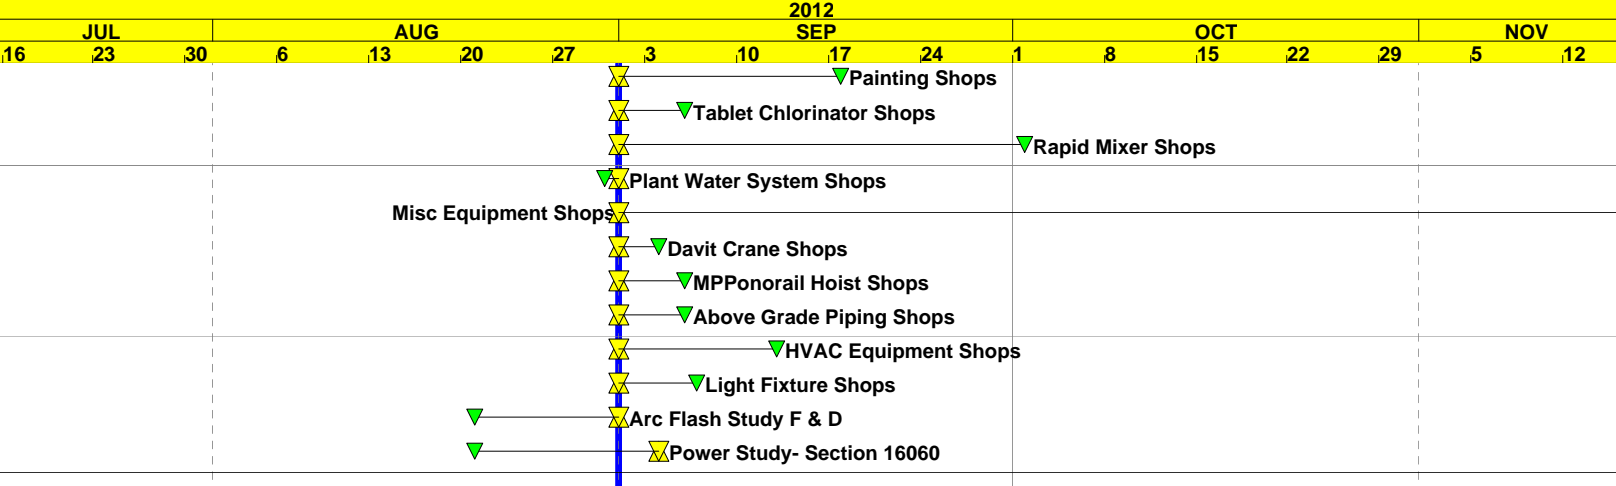 2012
JUL AUG SEP OCT NOV
16 23 30 6 13 20 27 3 10 17 24 1 8 15 22 29 5 12
Painting Shops
Tablet Chlorinator Shops
Rapid Mixer Shops
Plant Water System Shops
Misc Equipment Shops
Davit Crane Shops
MPPonorail Hoist Shops
Above Grade Piping Shops
HVAC Equipment Shops
Light Fixture Shops
Arc Flash Study F & D
Power Study- Section 16060